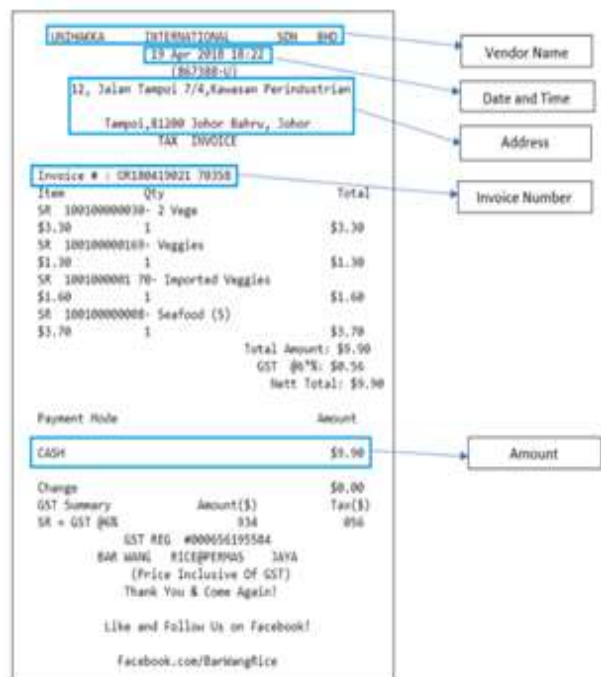 UNIHAKKA INTERNATIONAL SDN BHD
19 Apr 2018 18:22
(867388-U)
12, Jalan Tampoi 7/4,Kawasan Perindustrian
Tampoi,81200 Johor Bahru, Johor
TAX INVOICE
Invoice # : OR180419021 70358
Item Qty Total
SR 100100000030- 2 Vege
$3.30 1 $3.30
SR 100100000169- Veggies
$1.30 1 $1.30
SR 1001000001 70- Imported Veggies
$1.60 1 $1.60
SR 100100000008- Seafood (S)
$3.70 1 $3.70
Total Amount: $9.90
GST @6%: $0.56
Nett Total: $9.90
Payment Mode Amount
CASH $9.90
Change $0.00
GST Summary Amount($) Tax($)
SR = GST @6% 934 056
GST REG #000656195584
BAR WANG RICE@PERMAS JAYA
(Price Inclusive Of GST)
Thank You & Come Again!
Like and Follow Us on Facebook!
Facebook.com/BarWangRice
Vendor Name
Date and Time
Address
Invoice Number
Amount